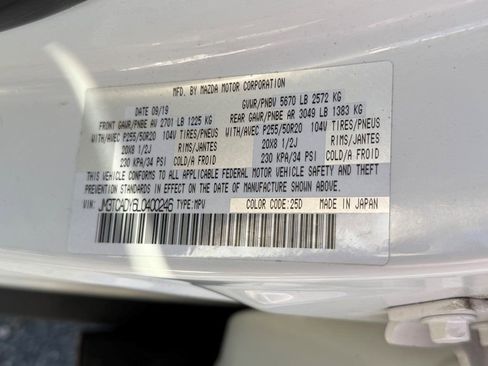 MFD. BY MAZDA MOTOR CORPORATION
DATE 09/19 GVWR/PNBV 5670 LB 2572 KG
FRONT GAWR/PNBE AV 2701 LB 1225 KG REAR GAWR/PNBE AR 3049 LB 1383 KG
WITH/AVEC P255/50R20 104V TIRES/PNEUS WITH/AVEC P255/50R20 104V TIRES/PNEUS
20X8 1/2J RIMS/JANTES 20X8 1/2J RIMS/JANTES
230 KPA/34 PSI COLD/A FROID 230 KPA/34 PSI COLD/A FROID
THIS VEHICLE CONFORMS TO ALL APPLICABLE FEDERAL MOTOR VEHICLE SAFETY AND THEFT
PREVENTION STANDARDS IN EFFECT ON THE DATE OF MANUFACTURE SHOWN ABOVE.
VIN: JM3TCADY6L0400246 TYPE:MPV COLOR CODE:25D MADE IN JAPAN